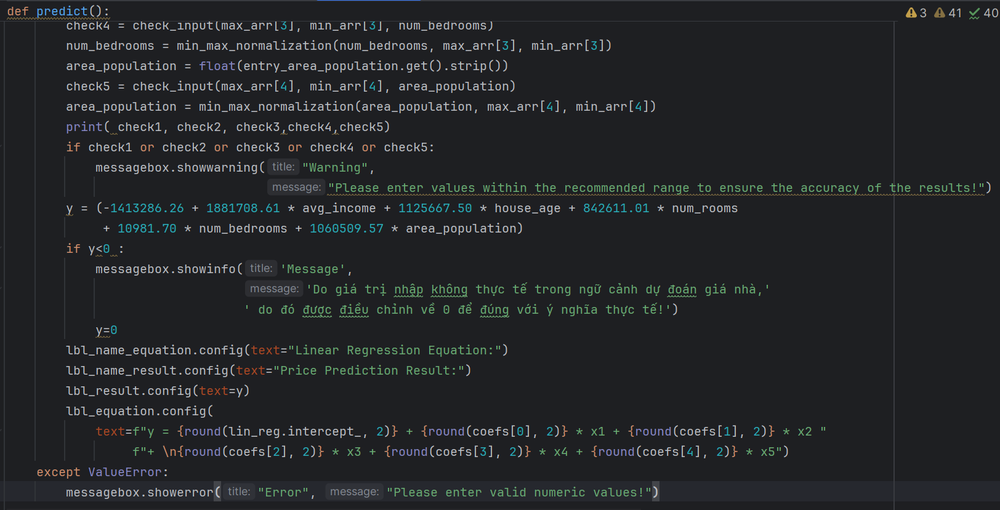 def predict():
3 41 40
check4 = check_input(max_arr[3], min_arr[3], num_bedrooms)
num_bedrooms = min_max_normalization(num_bedrooms, max_arr[3], min_arr[3])
area_population = float(entry_area_population.get().strip())
check5 = check_input(max_arr[4], min_arr[4], area_population)
area_population = min_max_normalization(area_population, max_arr[4], min_arr[4])
print( check1, check2, check3,check4,check5)
if check1 or check2 or check3 or check4 or check5:
messagebox.showwarning( title: "Warning",
message: "Please enter values within the recommended range to ensure the accuracy of the results!")
y = (-1413286.26 + 1881708.61 * avg_income + 1125667.50 * house_age + 842611.01 * num_rooms
+ 10981.70 * num_bedrooms + 1060509.57 * area_population)
if y<0 :
messagebox.showinfo( title: 'Message',
message: 'Do giá trị nhập không thực tế trong ngữ cảnh dự đoán giá nhà,'
' do đó được điều chỉnh về 0 để đúng với ý nghĩa thực tế!')
y=0
lbl_name_equation.config(text="Linear Regression Equation:")
lbl_name_result.config(text="Price Prediction Result:")
lbl_result.config(text=y)
lbl_equation.config(
text=f"y = {round(lin_reg.intercept_, 2)} + {round(coefs[0], 2)} * x1 + {round(coefs[1], 2)} * x2 "
f"+ \n{round(coefs[2], 2)} * x3 + {round(coefs[3], 2)} * x4 + {round(coefs[4], 2)} * x5")
except ValueError:
messagebox.showerror( title: "Error", message: "Please enter valid numeric values!")